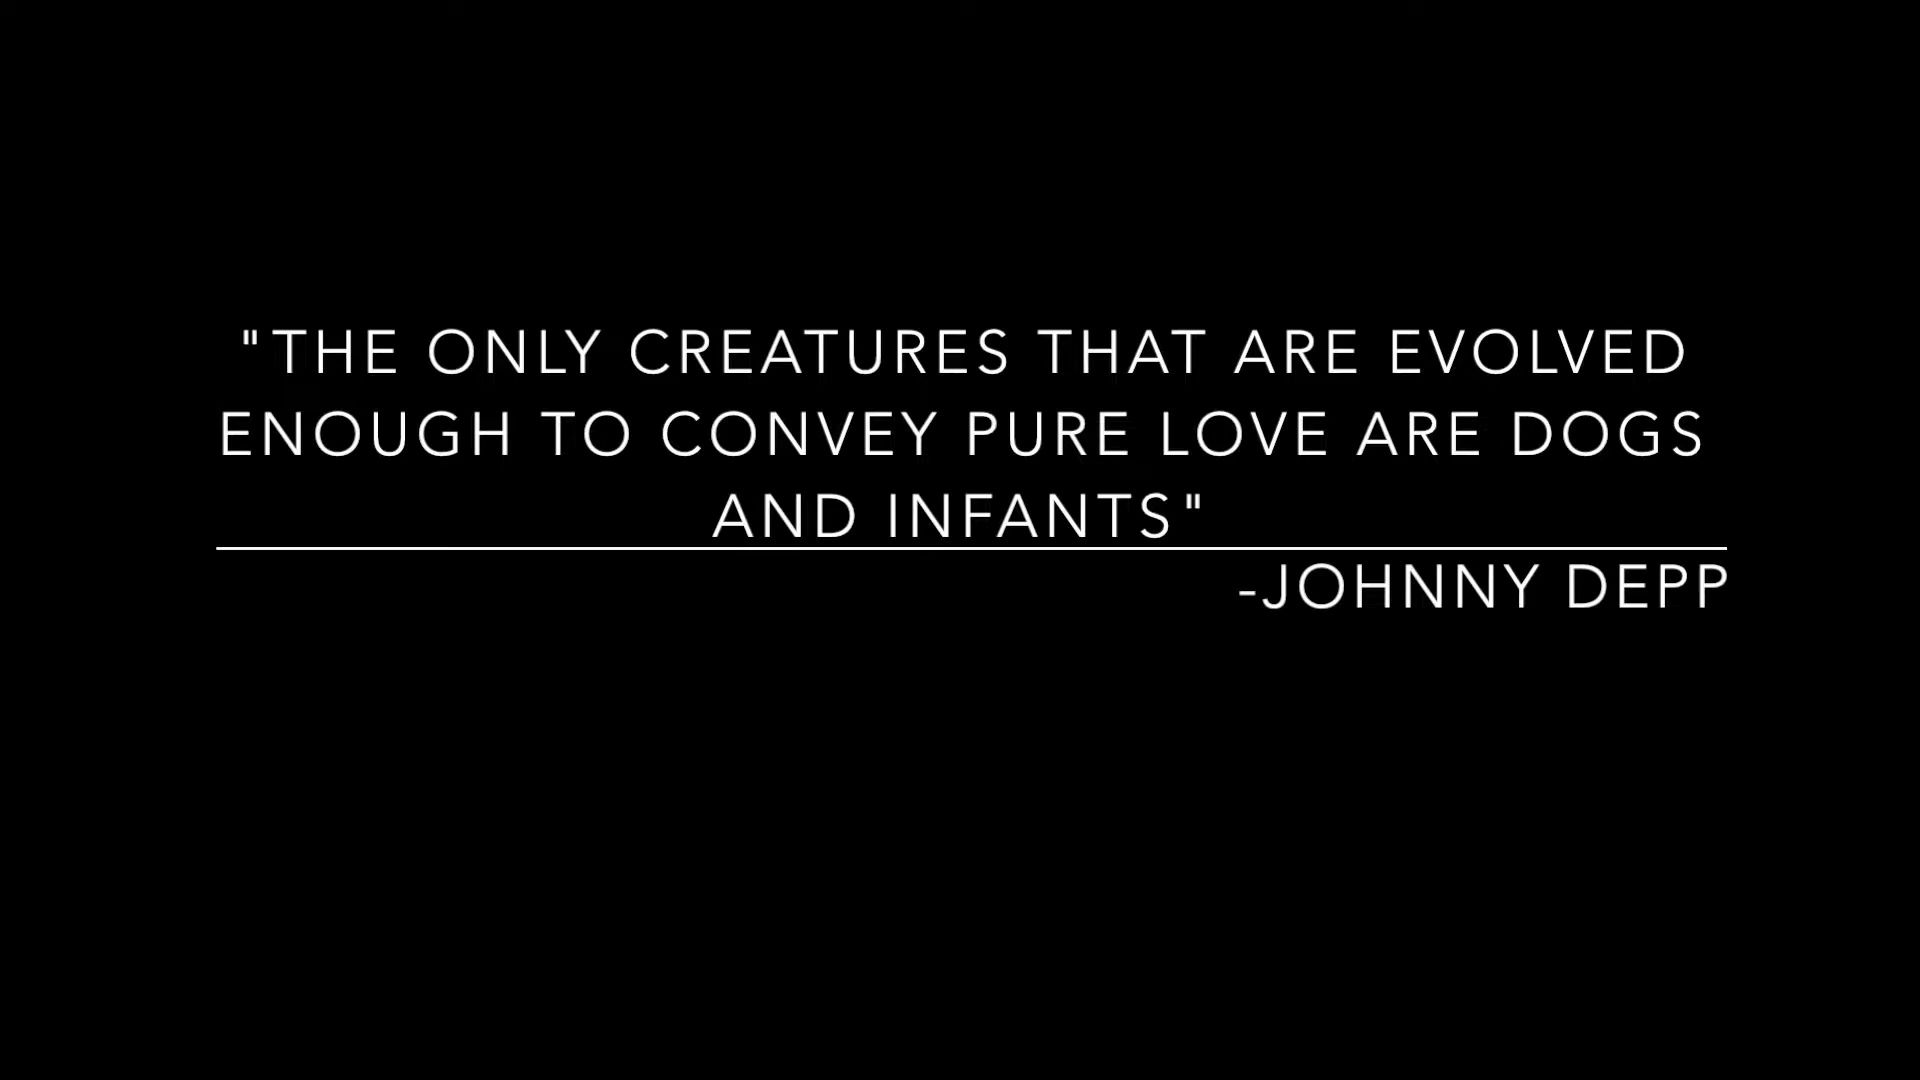 "THE ONLY CREATURES THAT ARE EVOLVED
ENOUGH TO CONVEY PURE LOVE ARE DOGS
AND INFANTS"
-JOHNNY DEPP